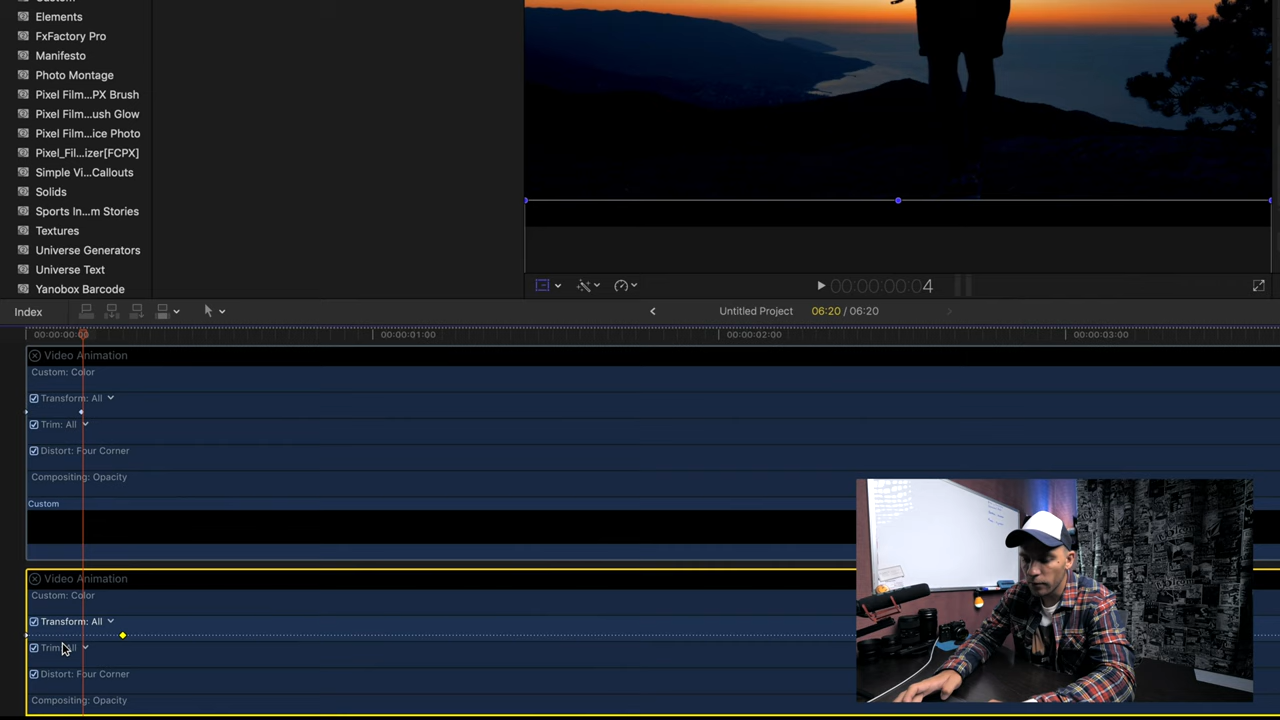 Custom
Elements
FxFactory Pro
Manifesto
Photo Montage
Pixel Film...PX Brush
Pixel Film...ush Glow
Pixel Film...ice Photo
Pixel_Fil...izer[FCPX]
Simple Vi...Callouts
Solids
Sports In...m Stories
Textures
Universe Generators
Universe Text
Yanobox Barcode
00:00:00:04
Index
Untitled Project
06:20 / 06:20
00:00:00:00
00:00:01:00
00:00:02:00
00:00:03:00
Video Animation
Custom: Color
Transform: All
Trim: All
Distort: Four Corner
Compositing: Opacity
Custom
Video Animation
Custom: Color
Transform: All
Trim: All
Distort: Four Corner
Compositing: Opacity